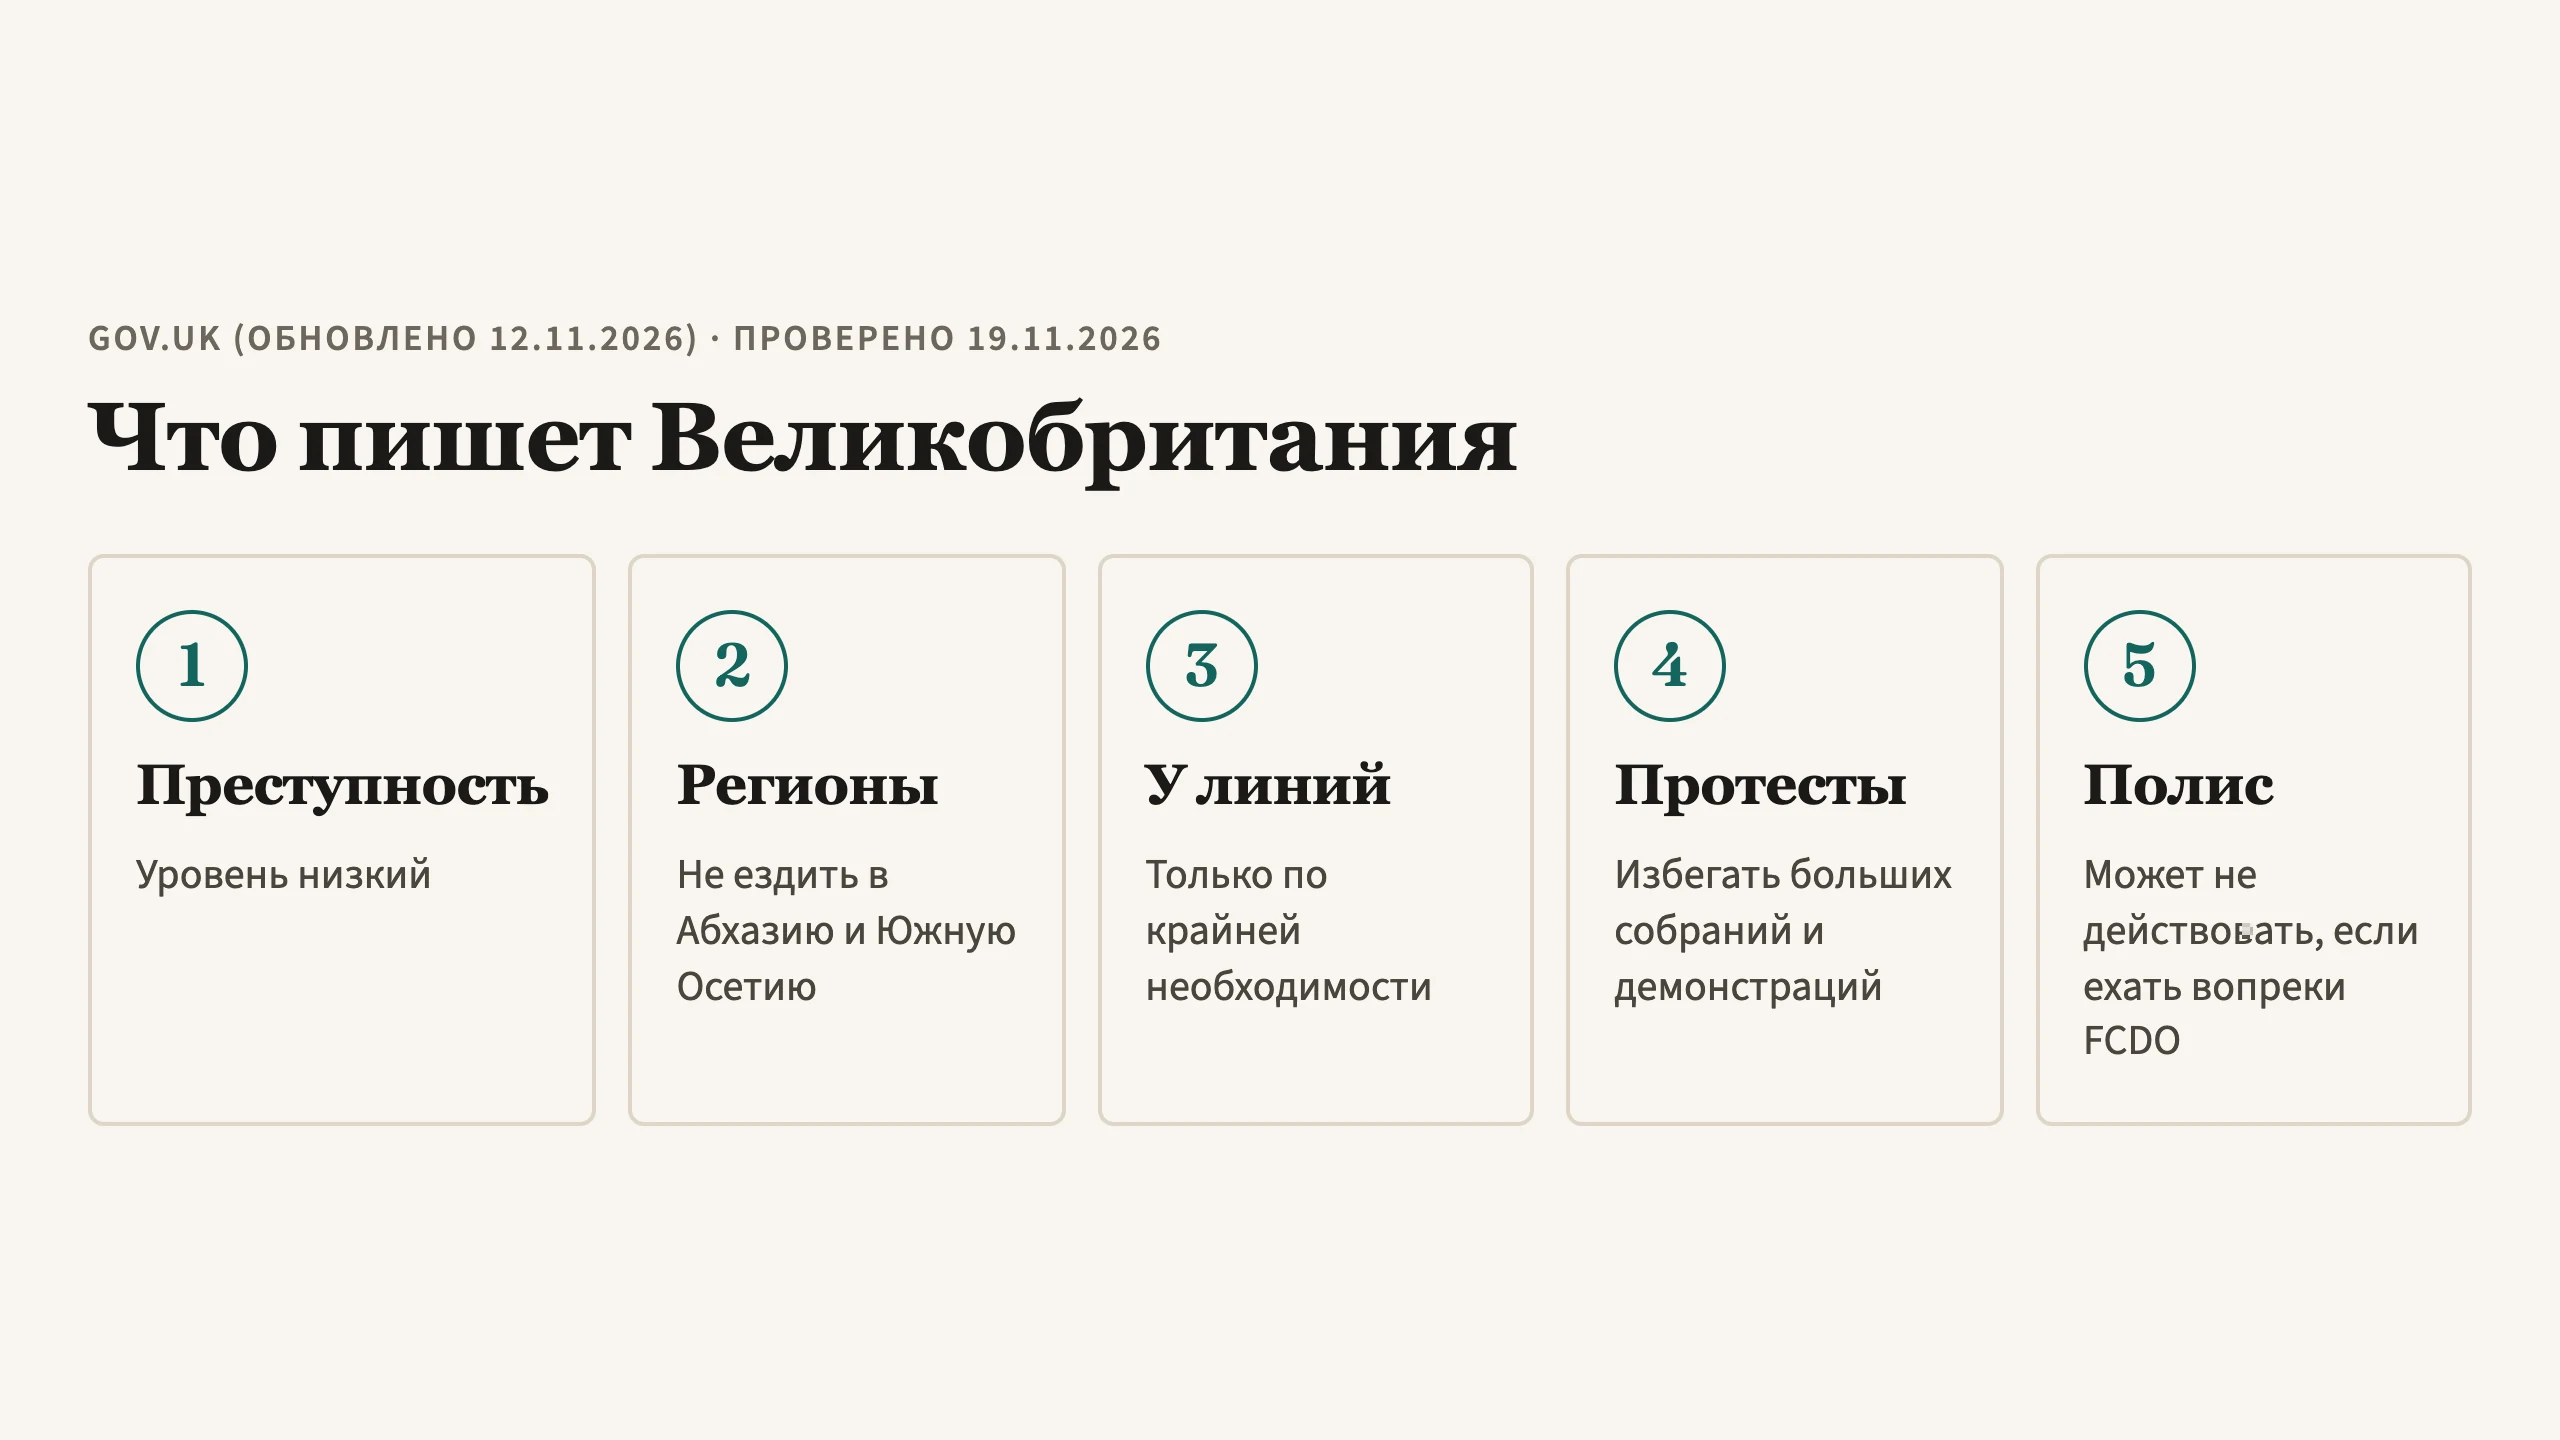 GOV.UK (ОБНОВЛЕНО 12.11.2026) · ПРОВЕРЕНО 19.11.2026
Что пишет Великобритания
1
Преступность
Уровень низкий
2
Регионы
Не ездить в
Абхазию и Южную
Осетию
3
У линий
Только по
крайней
необходимости
4
Протесты
Избегать больших
собраний и
демонстраций
5
Полис
Может не
действовать, если
ехать вопреки
FCDO